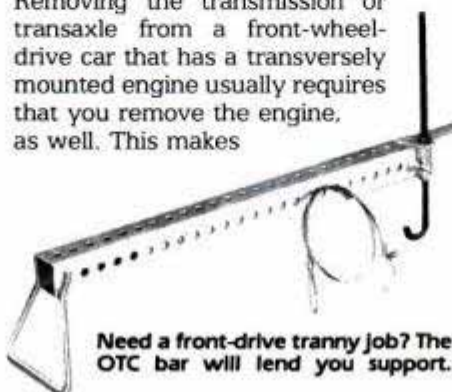 Removing the transmission or
transaxle from a front-wheel-
drive car that has a transversely
mounted engine usually requires
that you remove the engine,
as well. This makes
Need a front-drive tranny job? The
OTC bar will lend you support.